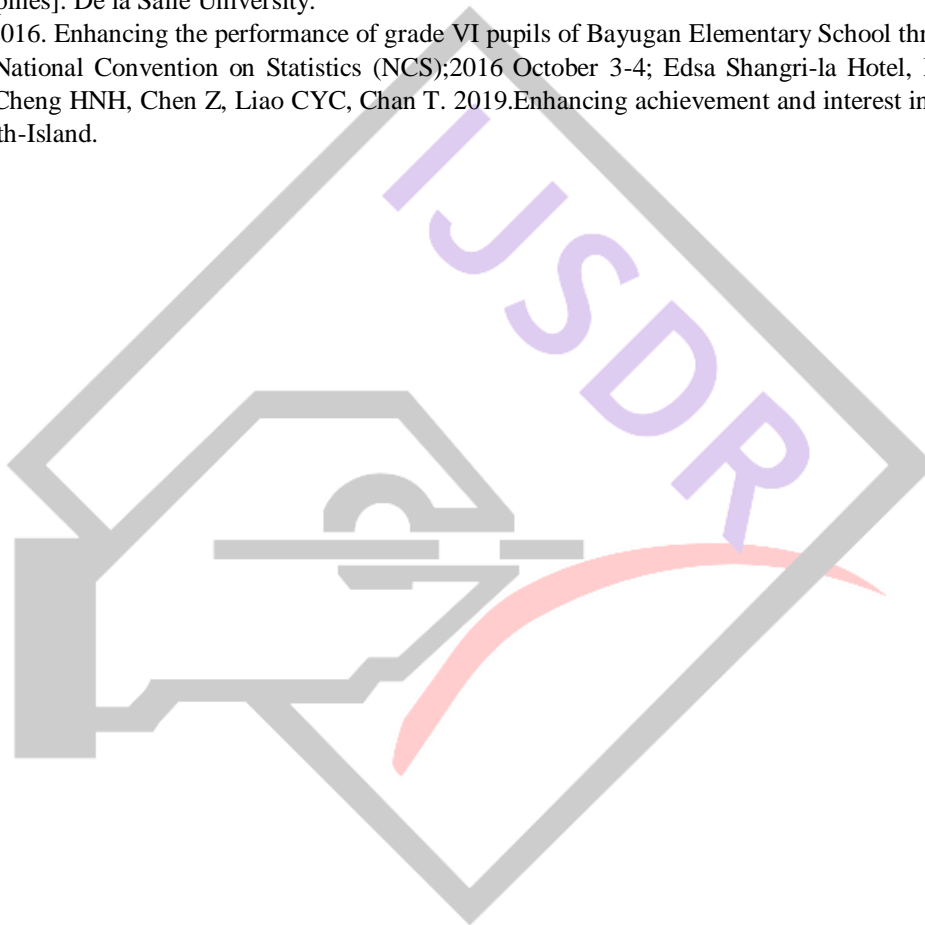 pines]. De la Salle University.
016. Enhancing the performance of grade VI pupils of Bayugan Elementary School thr
National Convention on Statistics (NCS);2016 October 3-4; Edsa Shangri-la Hotel,
Cheng HNH, Chen Z, Liao CYC, Chan T. 2019.Enhancing achievement and interest in
th-Island.
IJSDR